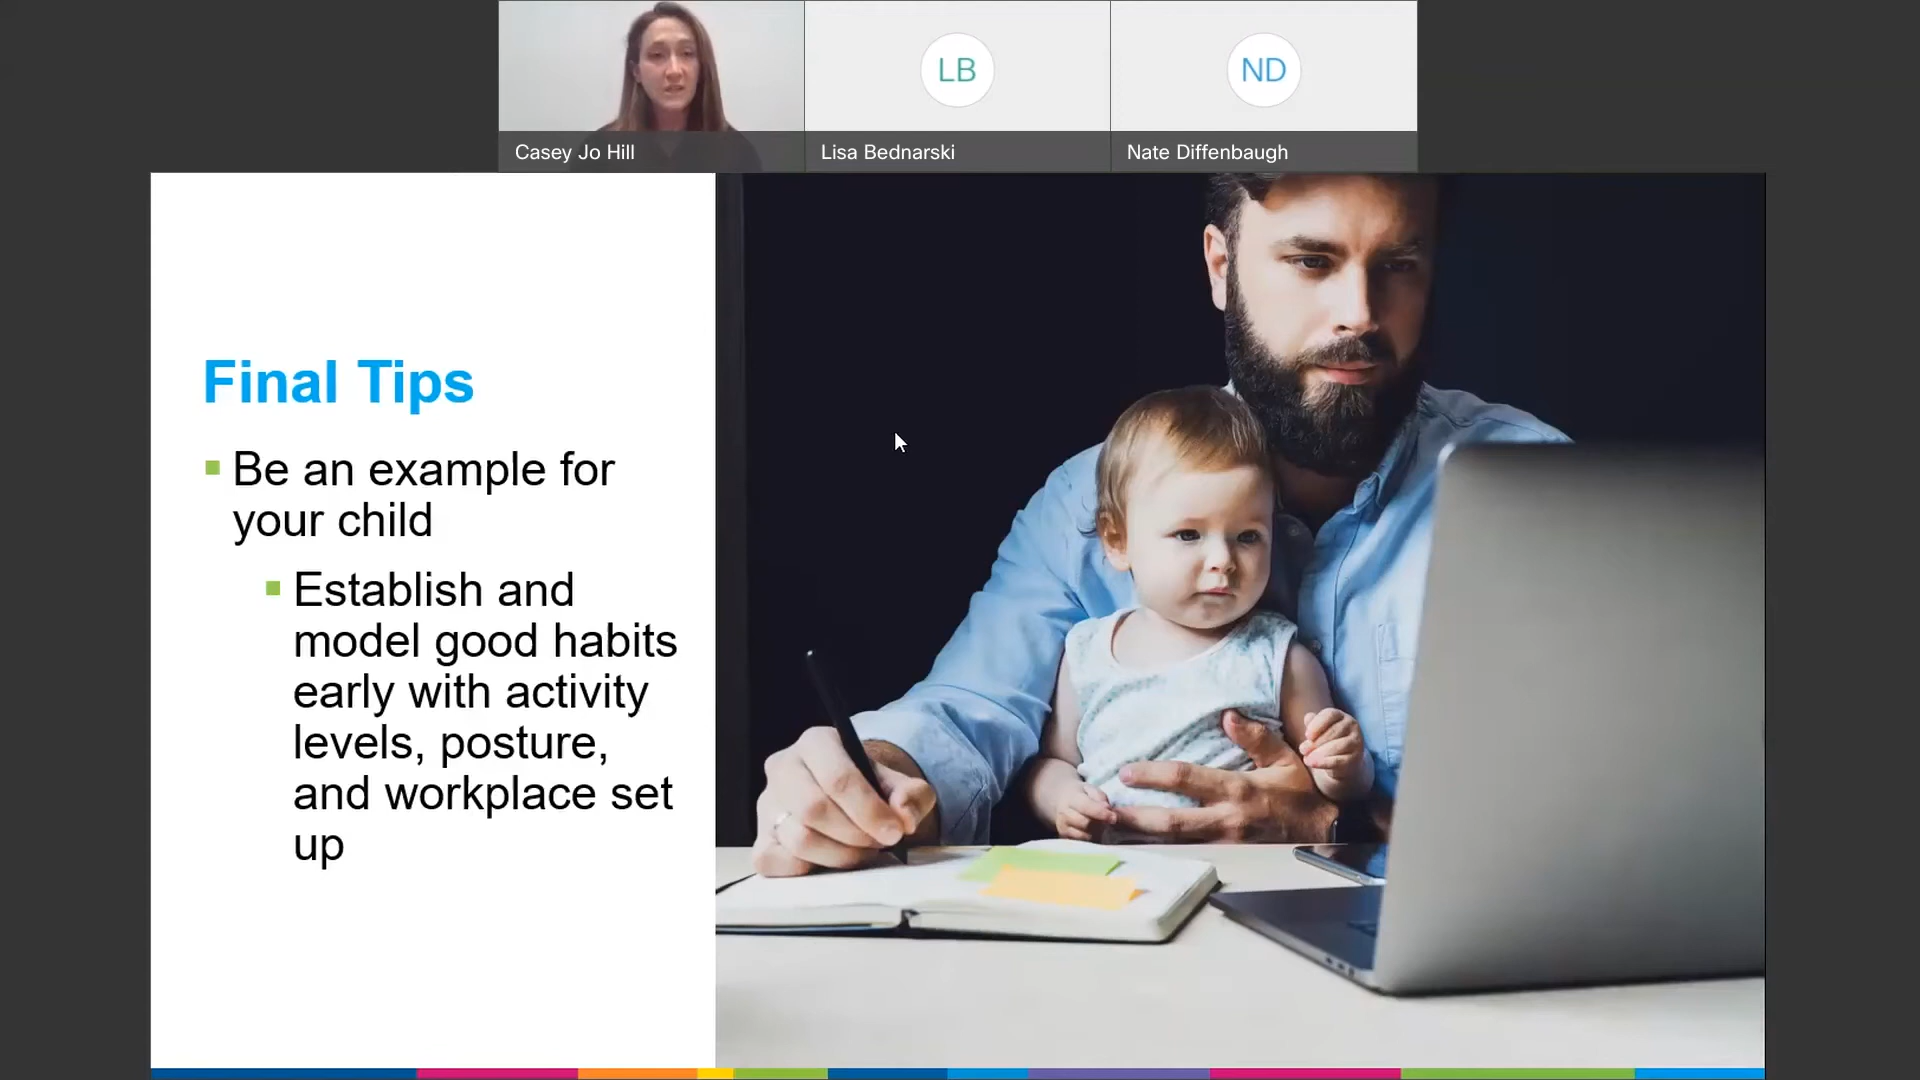 LB
ND
Casey Jo Hill
Lisa Bednarski
Nate Diffenbaugh
Final Tips
Be an example for
your child
Establish and
model good habits
early with activity
levels, posture,
and workplace set
up